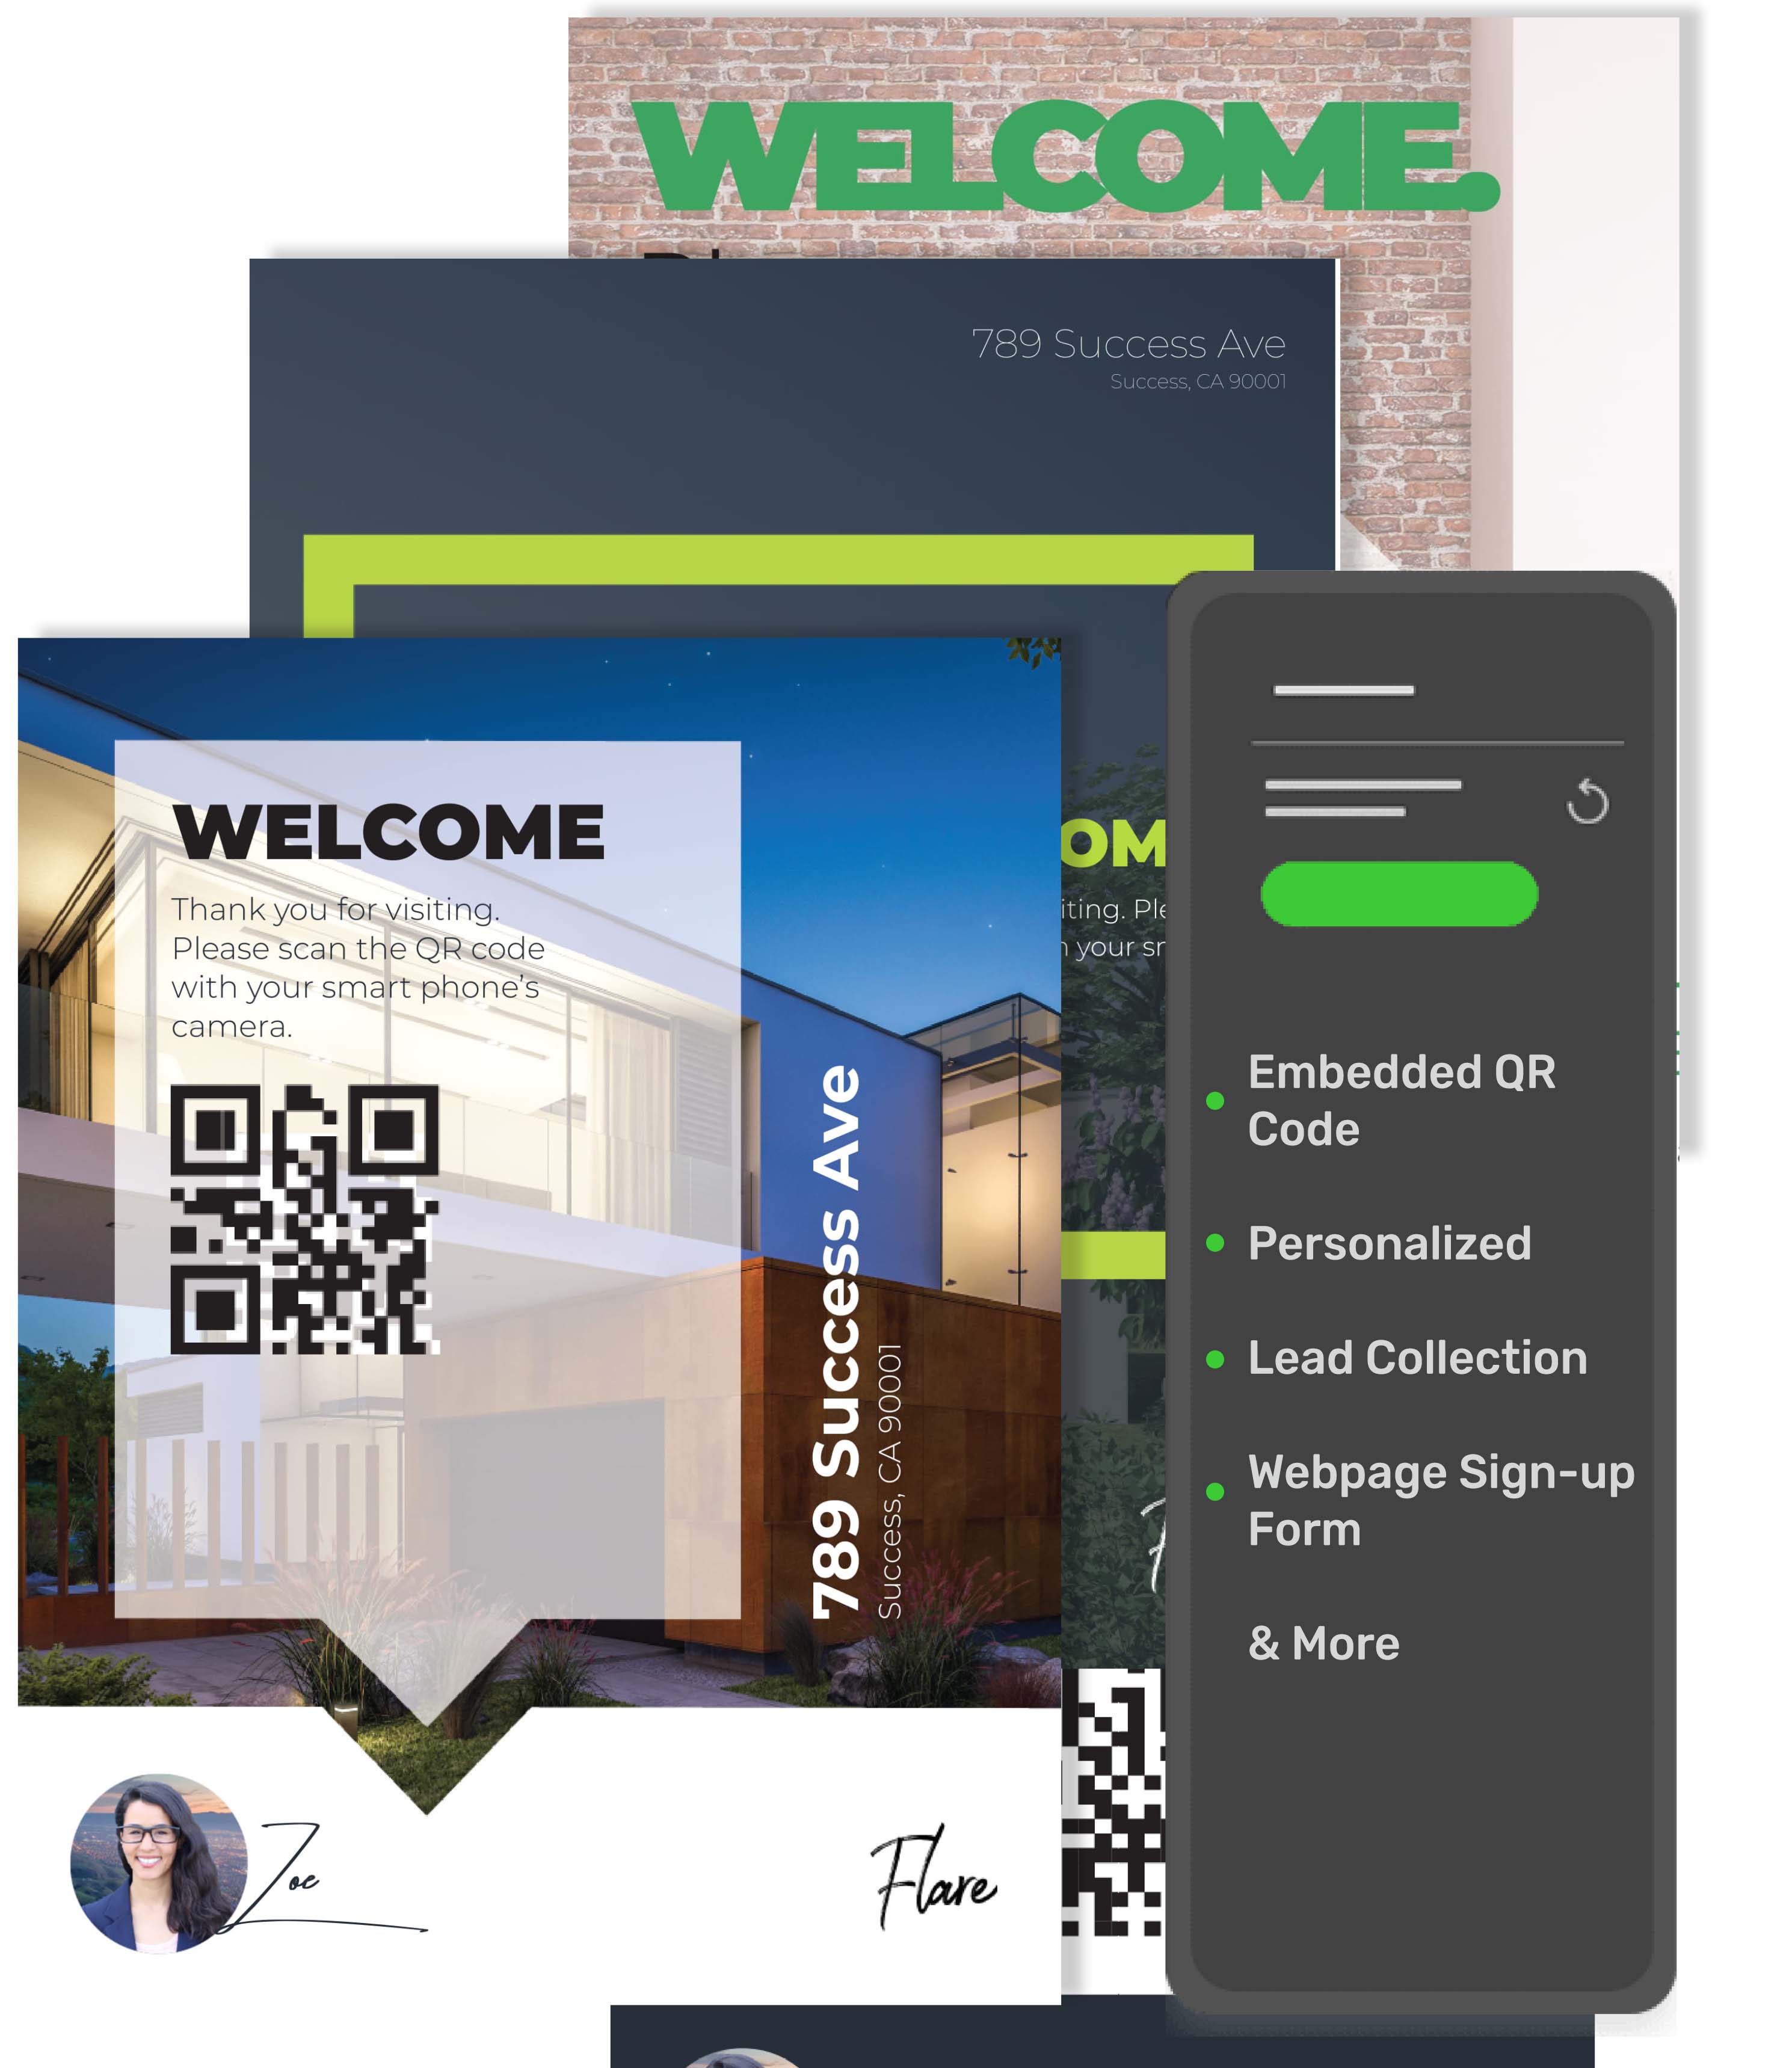 WELCOME.
789 Success Ave
Success, CA 90001
WELCOME
Thank you for visiting.
Please scan the QR code
with your smart phone's
camera.
789 Success Ave
Success, CA 90001
Zoe
Flare
OM
iting. Ple
your sm
Embedded QR
Code
Personalized
Lead Collection
Webpage Sign-up
Form
& More